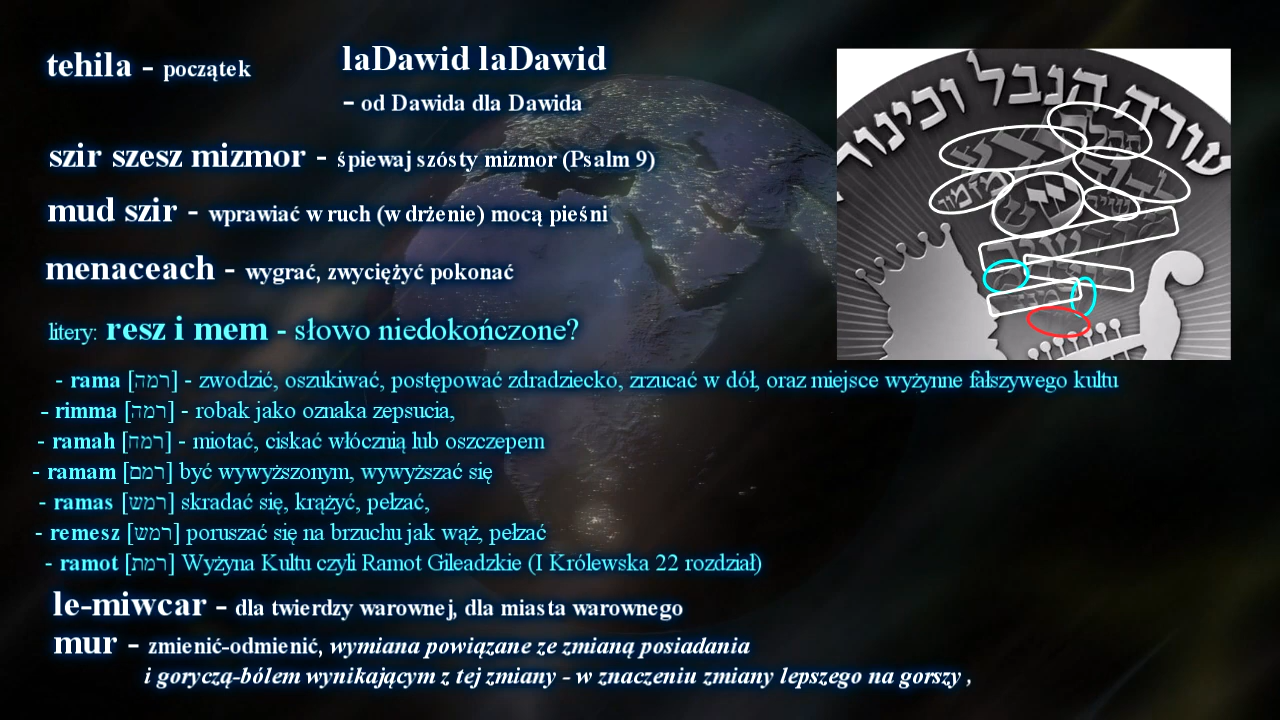 tehila - początek
laDawid laDawid
- od Dawida dla Dawida
עורה הנבל וכינור
szir szesz mizmor - śpiewaj szósty mizmor (Psalm 9)
mud szir - wprawiać w ruch (w drżenie) mocą pieśni
menaceach - wygrać, zwyciężyć pokonać
litery: resz i mem - słowo niedokończone?
- rama [רמה] - zwodzić, oszukiwać, postępować zdradziecko, zrzucać w dół, oraz miejsce wyżynne fałszywego kultu
- rimma [רמה] - robak jako oznaka zepsucia,
- ramah [רמח] - miotać, ciskać włócznią lub oszczepem
- ramam [רמם] być wywyższonym, wywyższać się
- ramas [רמש] skradać się, krążyć, pełzać,
- remesz [רמש] poruszać się na brzuchu jak wąż, pełzać
- ramot [רמת] Wyżyna Kultu czyli Ramot Gileadzkie (I Królewska 22 rozdział)
le-miwcar - dla twierdzy warownej, dla miasta warownego
mur - zmienić-odmienić, wymiana powiązane ze zmianą posiadania
i goryczą-bólem wynikającym z tej zmiany - w znaczeniu zmiany lepszego na gorszy ,